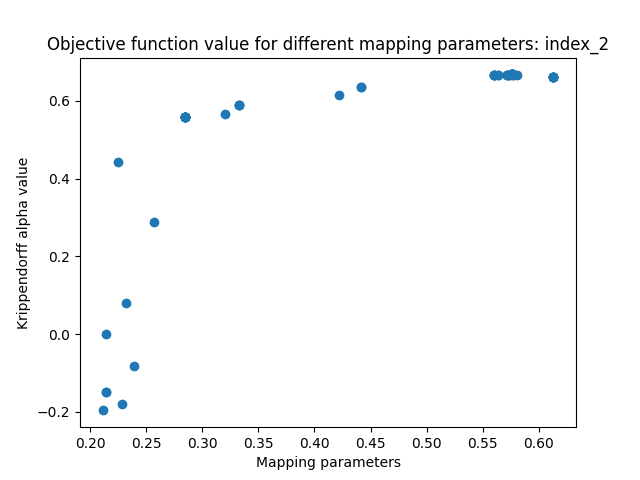 Objective function value for different mapping parameters: index_2
Krippendorff alpha value
0.6
0.4
0.2
0.0
−0.2
0.20 0.25 0.30 0.35 0.40 0.45 0.50 0.55 0.60
Mapping parameters